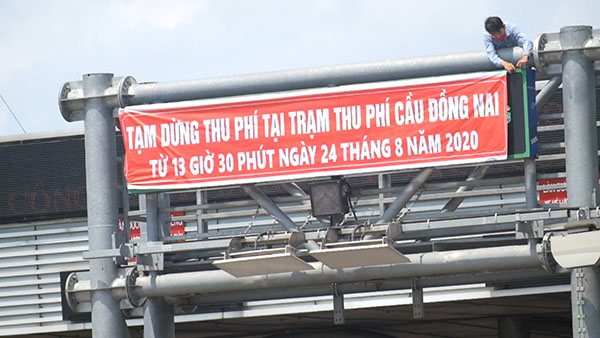 TẠM DỪNG THU PHÍ TẠI TRẠM THU PHÍ CẦU ĐỒNG NAI
TỪ 13 GIỜ 30 PHÚT NGÀY 24 THÁNG 8 NĂM 2020